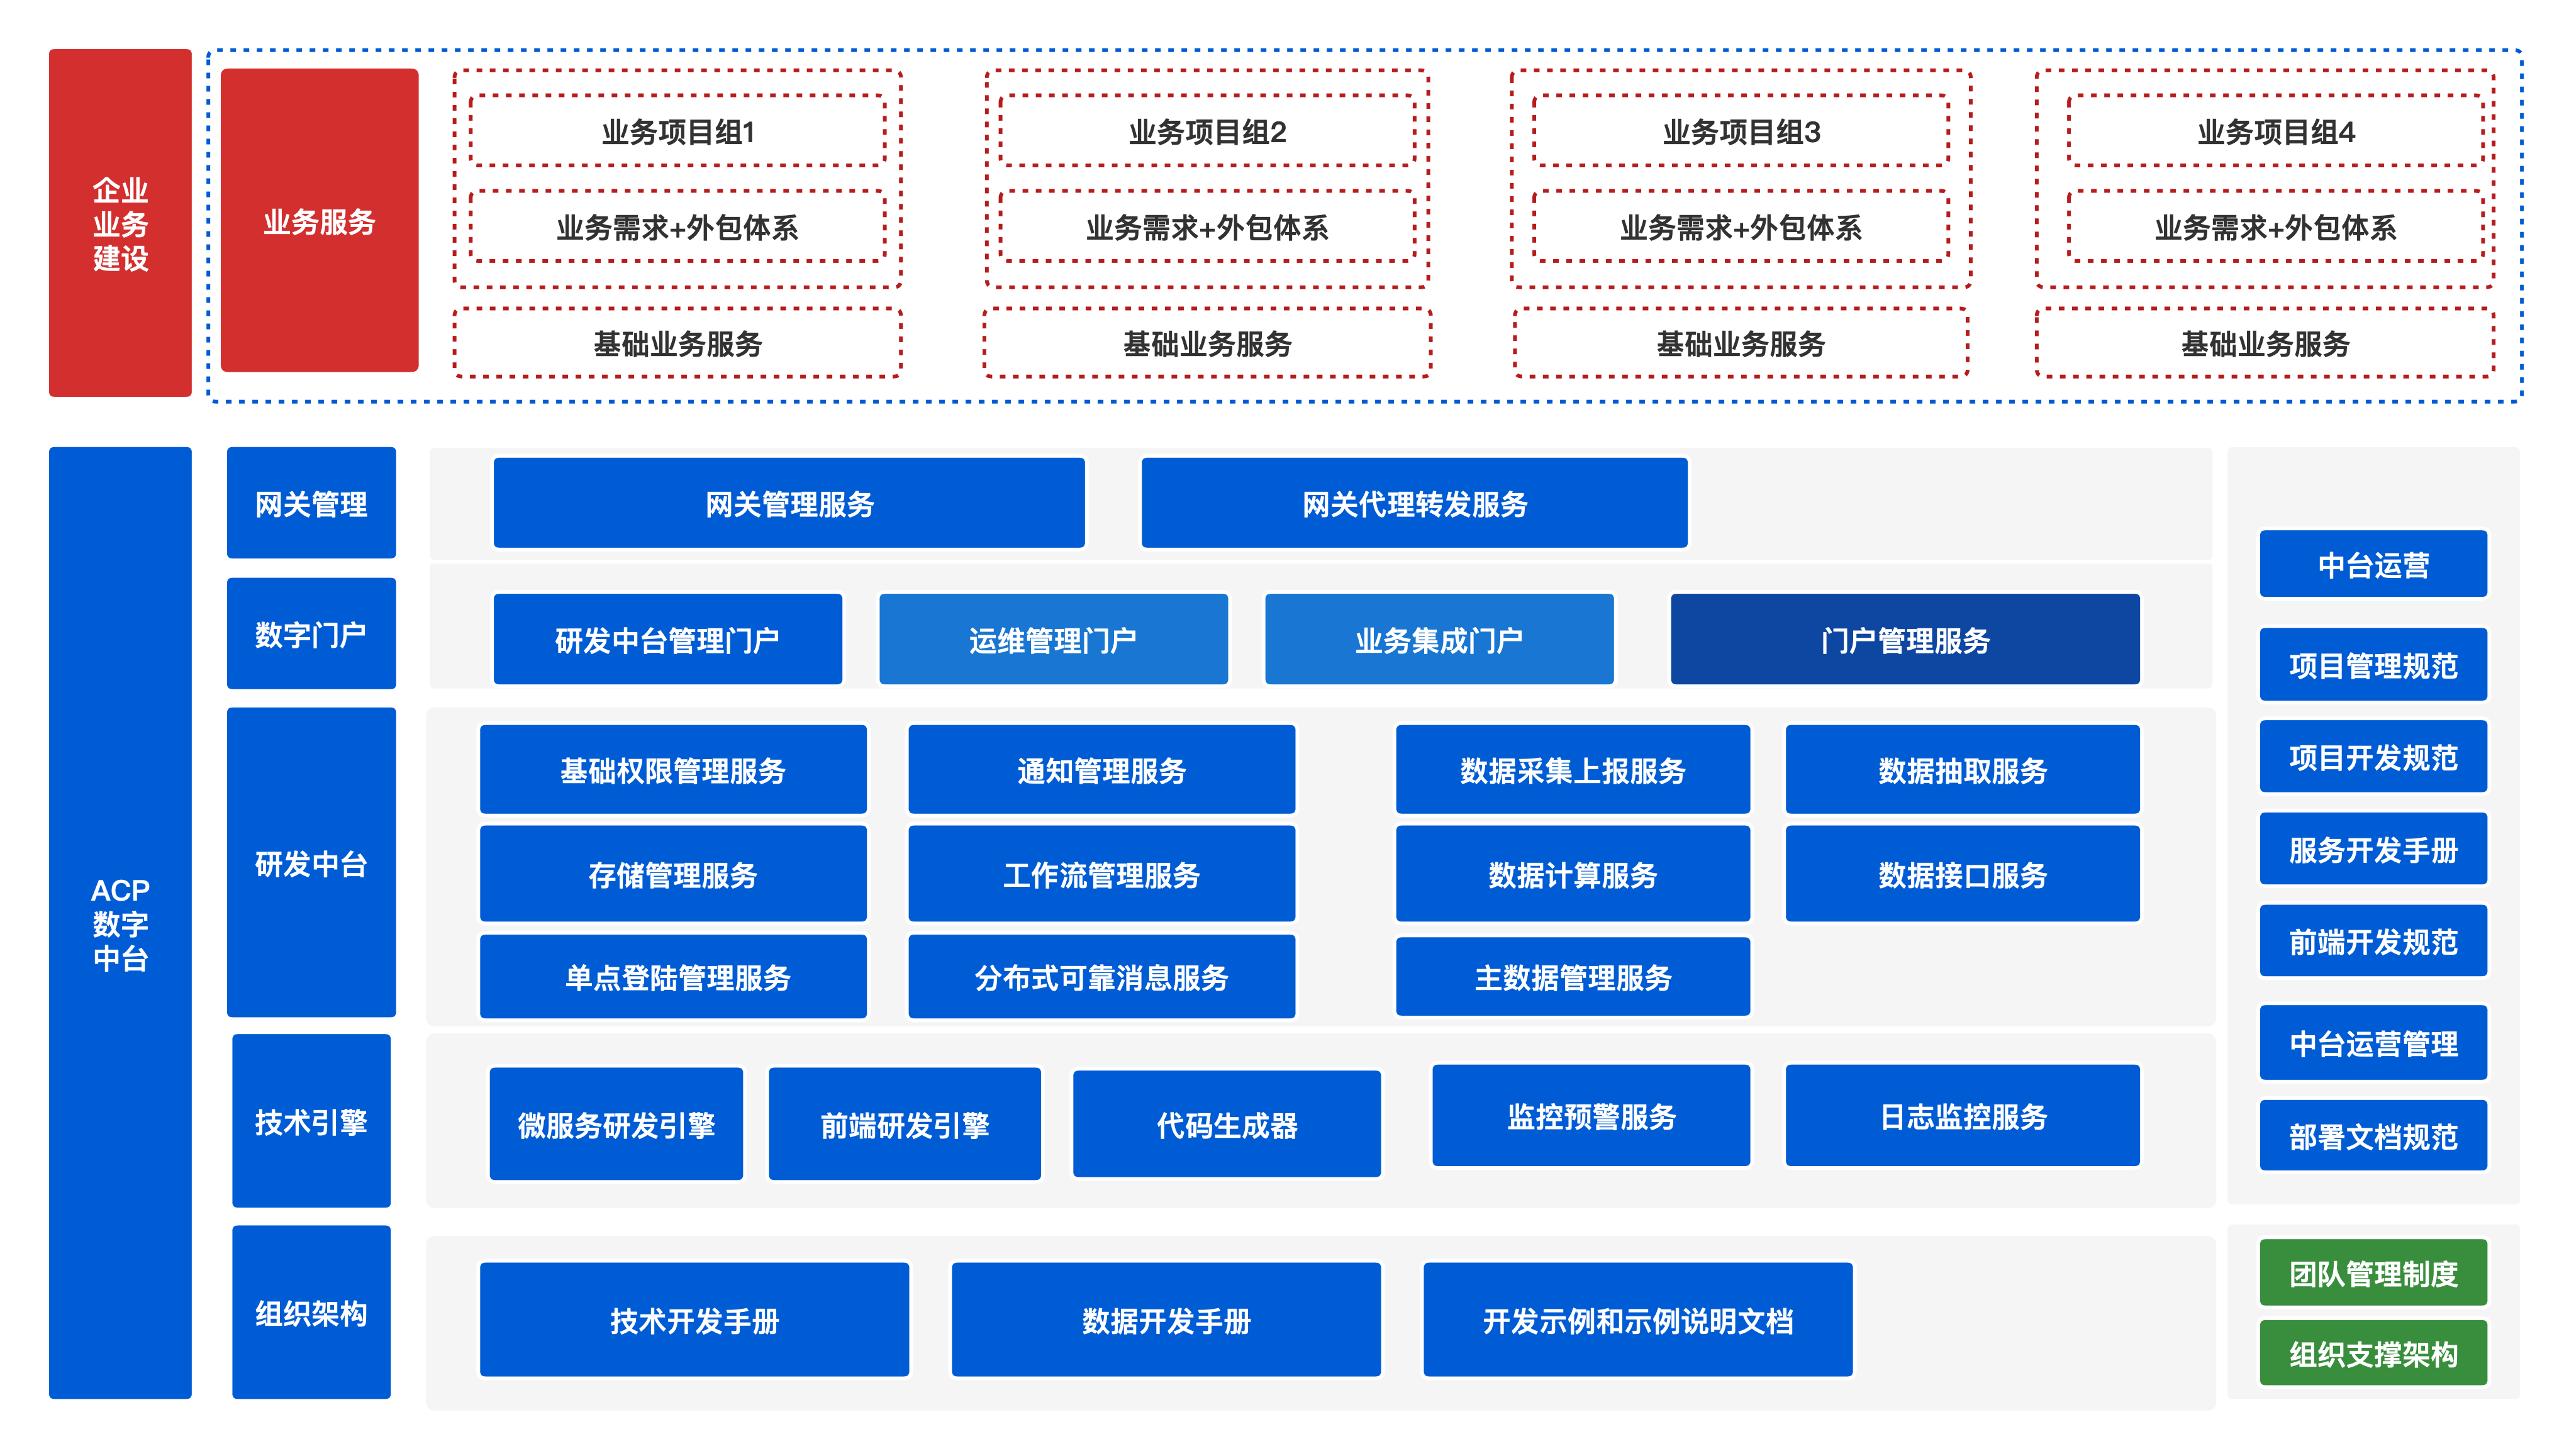 企业
业务
建设
业务服务
业务项目组1
业务项目组2
业务项目组3
业务项目组4
业务需求+外包体系
业务需求+外包体系
业务需求+外包体系
业务需求+外包体系
基础业务服务
基础业务服务
基础业务服务
基础业务服务
ACP
数字
中台
网关管理
网关管理服务
网关代理转发服务
数字门户
研发中台管理门户
运维管理门户
业务集成门户
门户管理服务
研发中台
基础权限管理服务
通知管理服务
数据采集上报服务
数据抽取服务
存储管理服务
工作流管理服务
数据计算服务
数据接口服务
单点登陆管理服务
分布式可靠消息服务
主数据管理服务
技术引擎
微服务研发引擎
前端研发引擎
代码生成器
监控预警服务
日志监控服务
组织架构
技术开发手册
数据开发手册
开发示例和示例说明文档
中台运营
项目管理规范
项目开发规范
服务开发手册
前端开发规范
中台运营管理
部署文档规范
团队管理制度
组织支撑架构